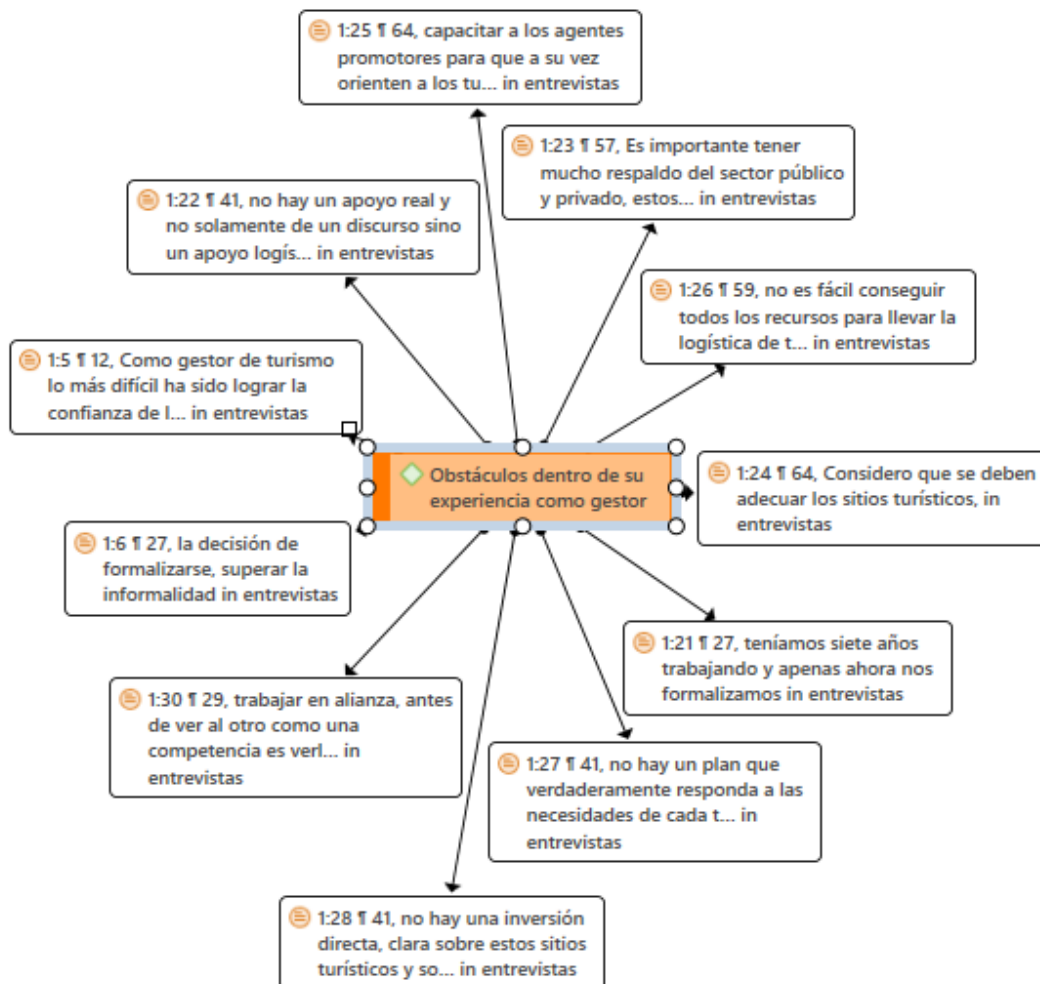 1:25 ¶ 64, capacitar a los agentes
promotores para que a su vez
orienten a los tu... in entrevistas
1:23 ¶ 57, Es importante tener
mucho respaldo del sector público
y privado, estos... in entrevistas
1:22 ¶ 41, no hay un apoyo real y
no solamente de un discurso sino
un apoyo logís... in entrevistas
1:26 ¶ 59, no es fácil conseguir
todos los recursos para llevar la
logística de t... in entrevistas
1:5 ¶ 12, Como gestor de turismo
lo más difícil ha sido lograr la
confianza de l... in entrevistas
Obstáculos dentro de su
experiencia como gestor
1:24 ¶ 64, Considero que se deben
adecuar los sitios turísticos, in
entrevistas
1:6 ¶ 27, la decisión de
formalizarse, superar la
informalidad in entrevistas
1:21 ¶ 27, teníamos siete años
trabajando y apenas ahora nos
formalizamos in entrevistas
1:30 ¶ 29, trabajar en alianza, antes
de ver al otro como una
competencia es verl... in
entrevistas
1:27 ¶ 41, no hay un plan que
verdaderamente responda a las
necesidades de cada t... in
entrevistas
1:28 ¶ 41, no hay una inversión
directa, clara sobre estos sitios
turísticos y so... in entrevistas